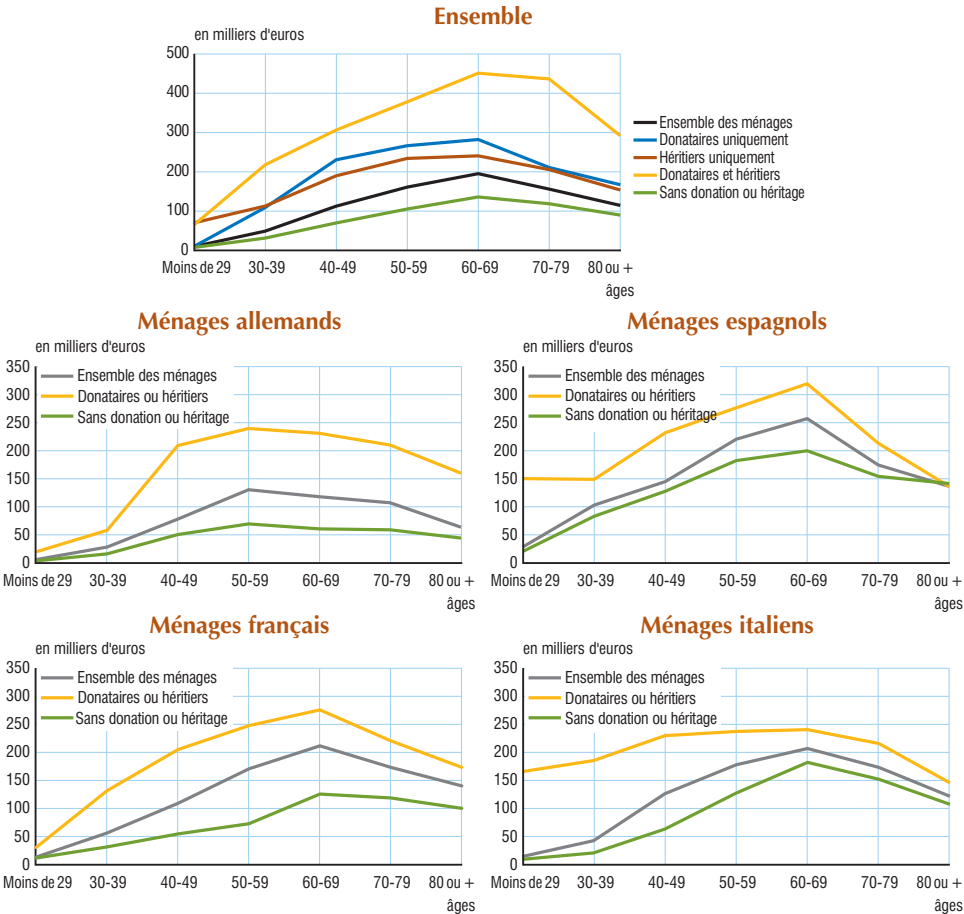 Ensemble
en milliers d'euros
500
400
300
200
100
0
Moins de 29 30-39 40-49 50-59 60-69 70-79 80 ou +
âges
Ensemble des ménages
Donataires uniquement
Héritiers uniquement
Donataires et héritiers
Sans donation ou héritage
Ménages allemands
en milliers d'euros
350
300
250
200
150
100
50
0
Ensemble des ménages
Donataires ou héritiers
Sans donation ou héritage
Moins de 29 30-39 40-49 50-59 60-69 70-79 80 ou +
âges
Ménages espagnols
en milliers d'euros
350
300
250
200
150
100
50
0
Ensemble des ménages
Donataires ou héritiers
Sans donation ou héritage
Moins de 29 30-39 40-49 50-59 60-69 70-79 80 ou +
âges
Ménages français
en milliers d'euros
350
300
250
200
150
100
50
0
Ensemble des ménages
Donataires ou héritiers
Sans donation ou héritage
Moins de 29 30-39 40-49 50-59 60-69 70-79 80 ou +
âges
Ménages italiens
en milliers d'euros
350
300
250
200
150
100
50
0
Ensemble des ménages
Donataires ou héritiers
Sans donation ou héritage
Moins de 29 30-39 40-49 50-59 60-69 70-79 80 ou +
âges